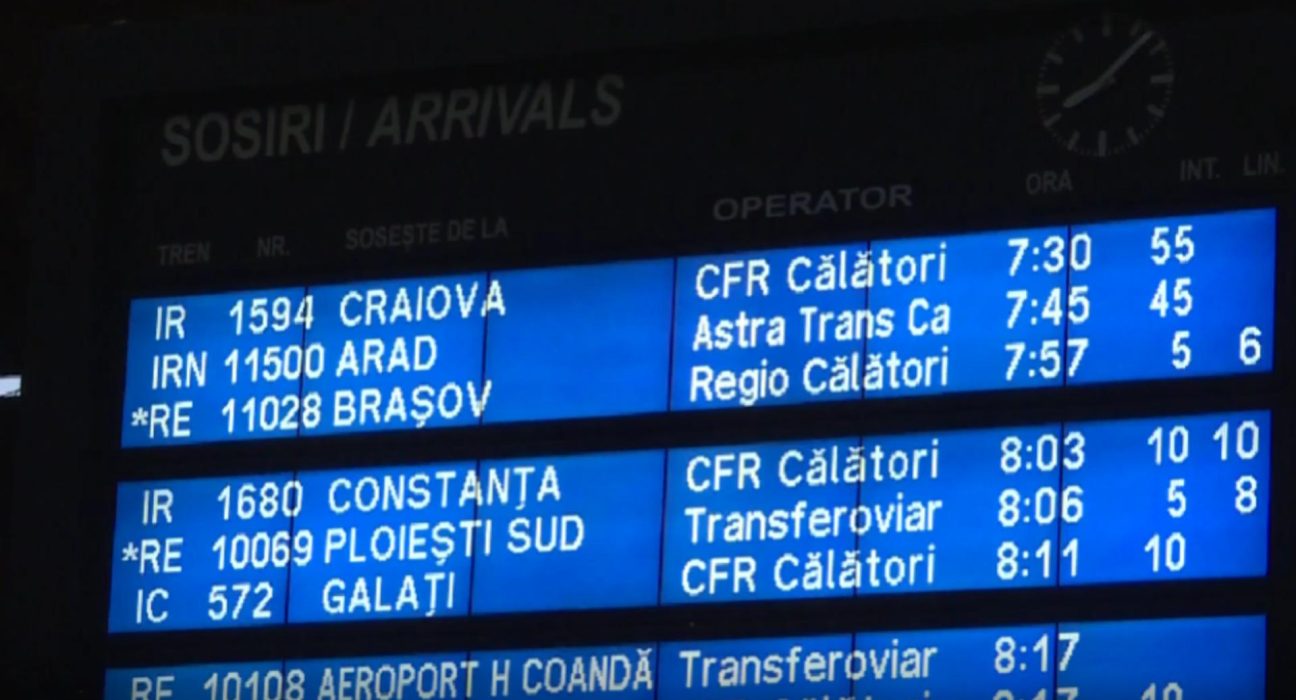 SOSIRI / ARRIVALS
TREN NR. SOSEȘTE DE LA OPERATOR ORA INT. LIN.
IR 1594 CRAIOVA CFR Călători 7:30 55
IRN 11500 ARAD Astra Trans Ca 7:45 45
*RE 11028 BRAȘOV Regio Călători 7:57 5 6
IR 1680 CONSTANȚA CFR Călători 8:03 10 10
*RE 10069 PLOIEȘTI SUD Transferoviar 8:06 5 8
IC 572 GALAȚI CFR Călători 8:11 10
RE 10108 AEROPORT H COANDĂ Transferoviar 8:17